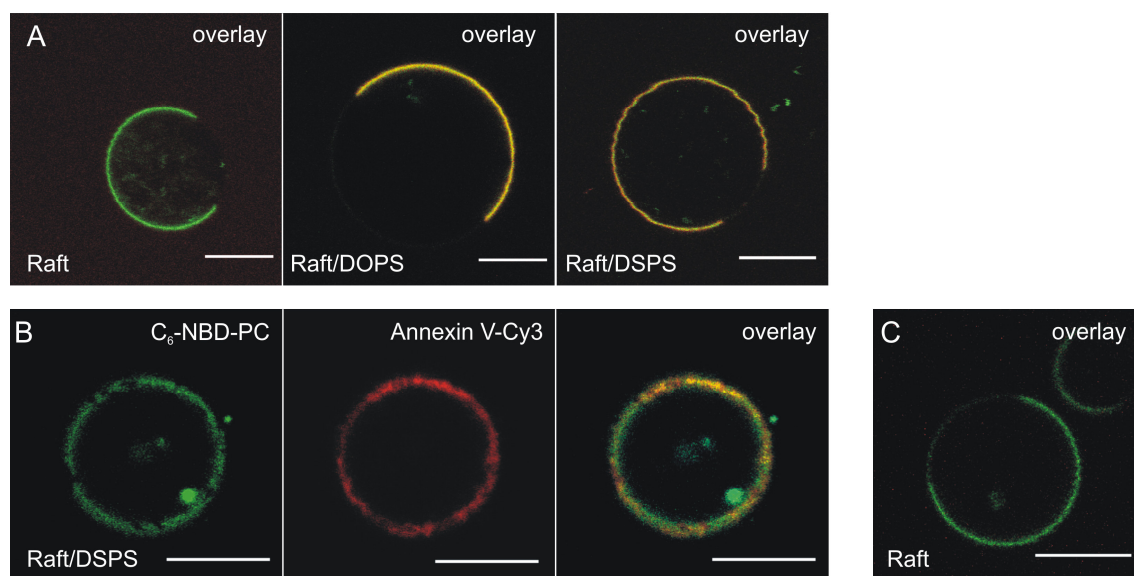 A overlay overlay overlay
Raft Raft/DOPS Raft/DSPS
B C₆-NBD-PC Annexin V-Cy3 overlay C overlay
Raft/DSPS Raft